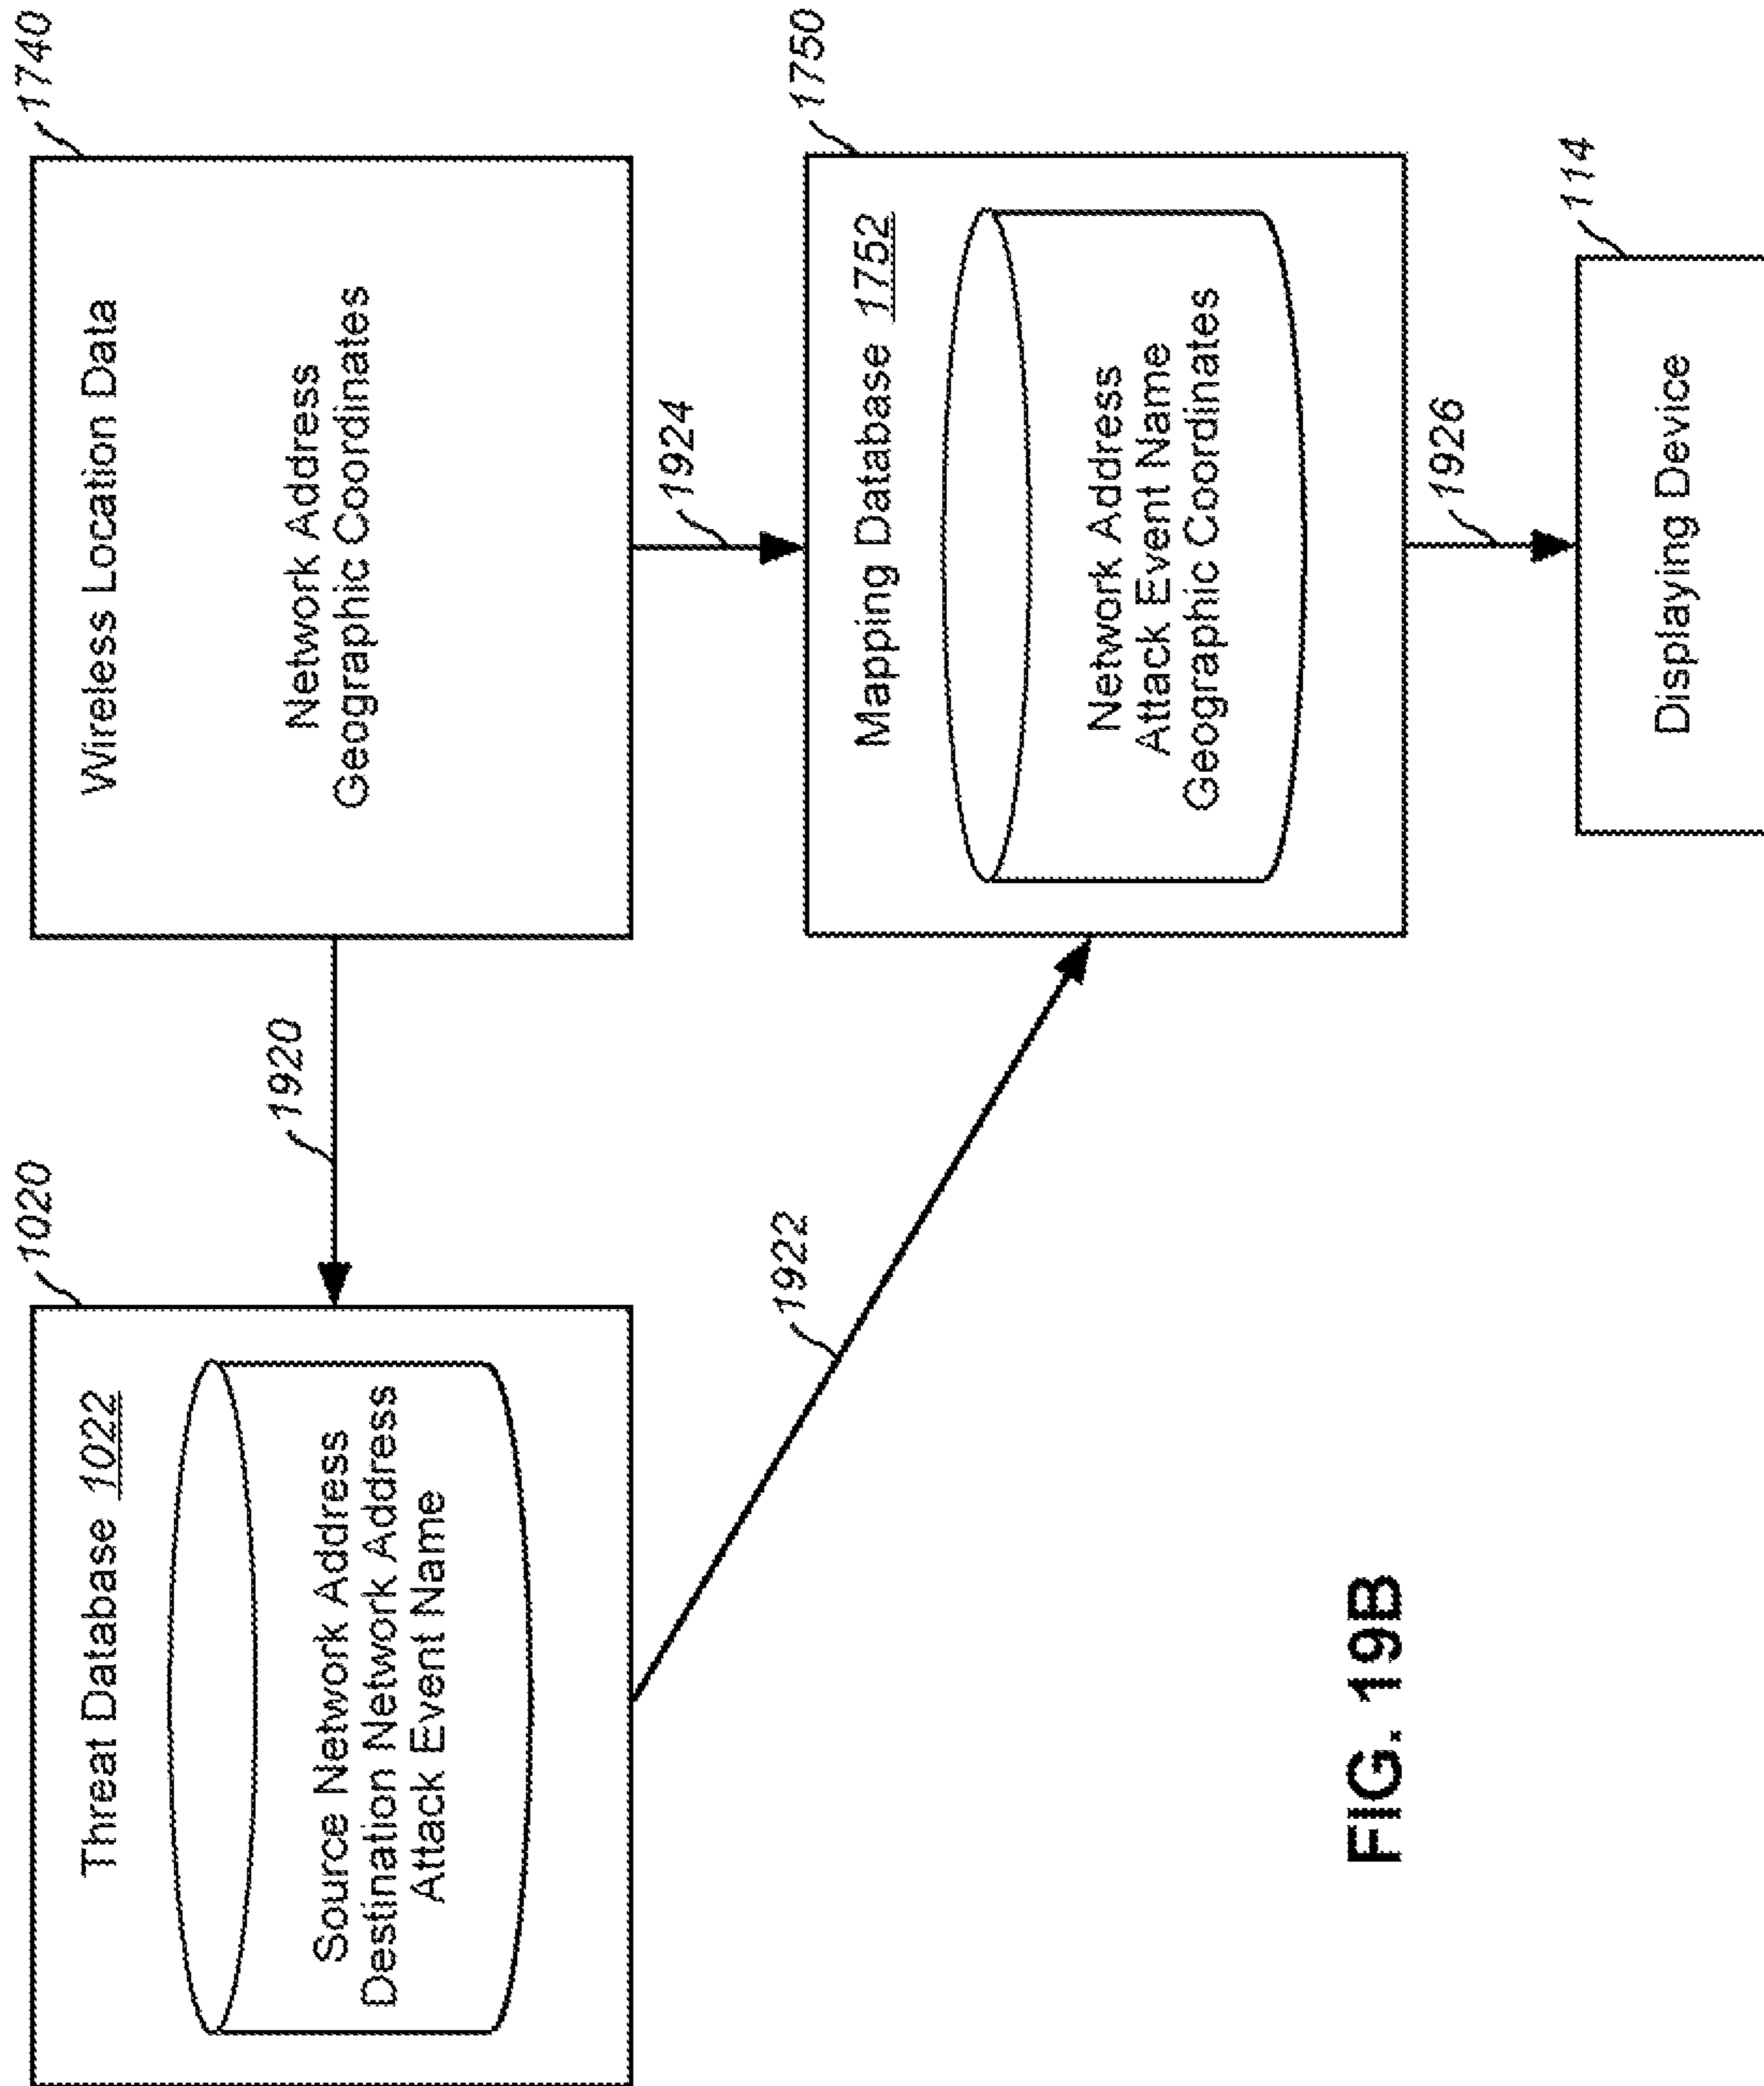 1020
Threat Database 1022
Source Network Address
Destination Network Address
Attack Event Name
1920
1740
Wireless Location Data
Network Address
Geographic Coordinates
1922
1924
1750
Mapping Database 1752
Network Address
Attack Event Name
Geographic Coordinates
1926
114
Displaying Device
FIG. 19B